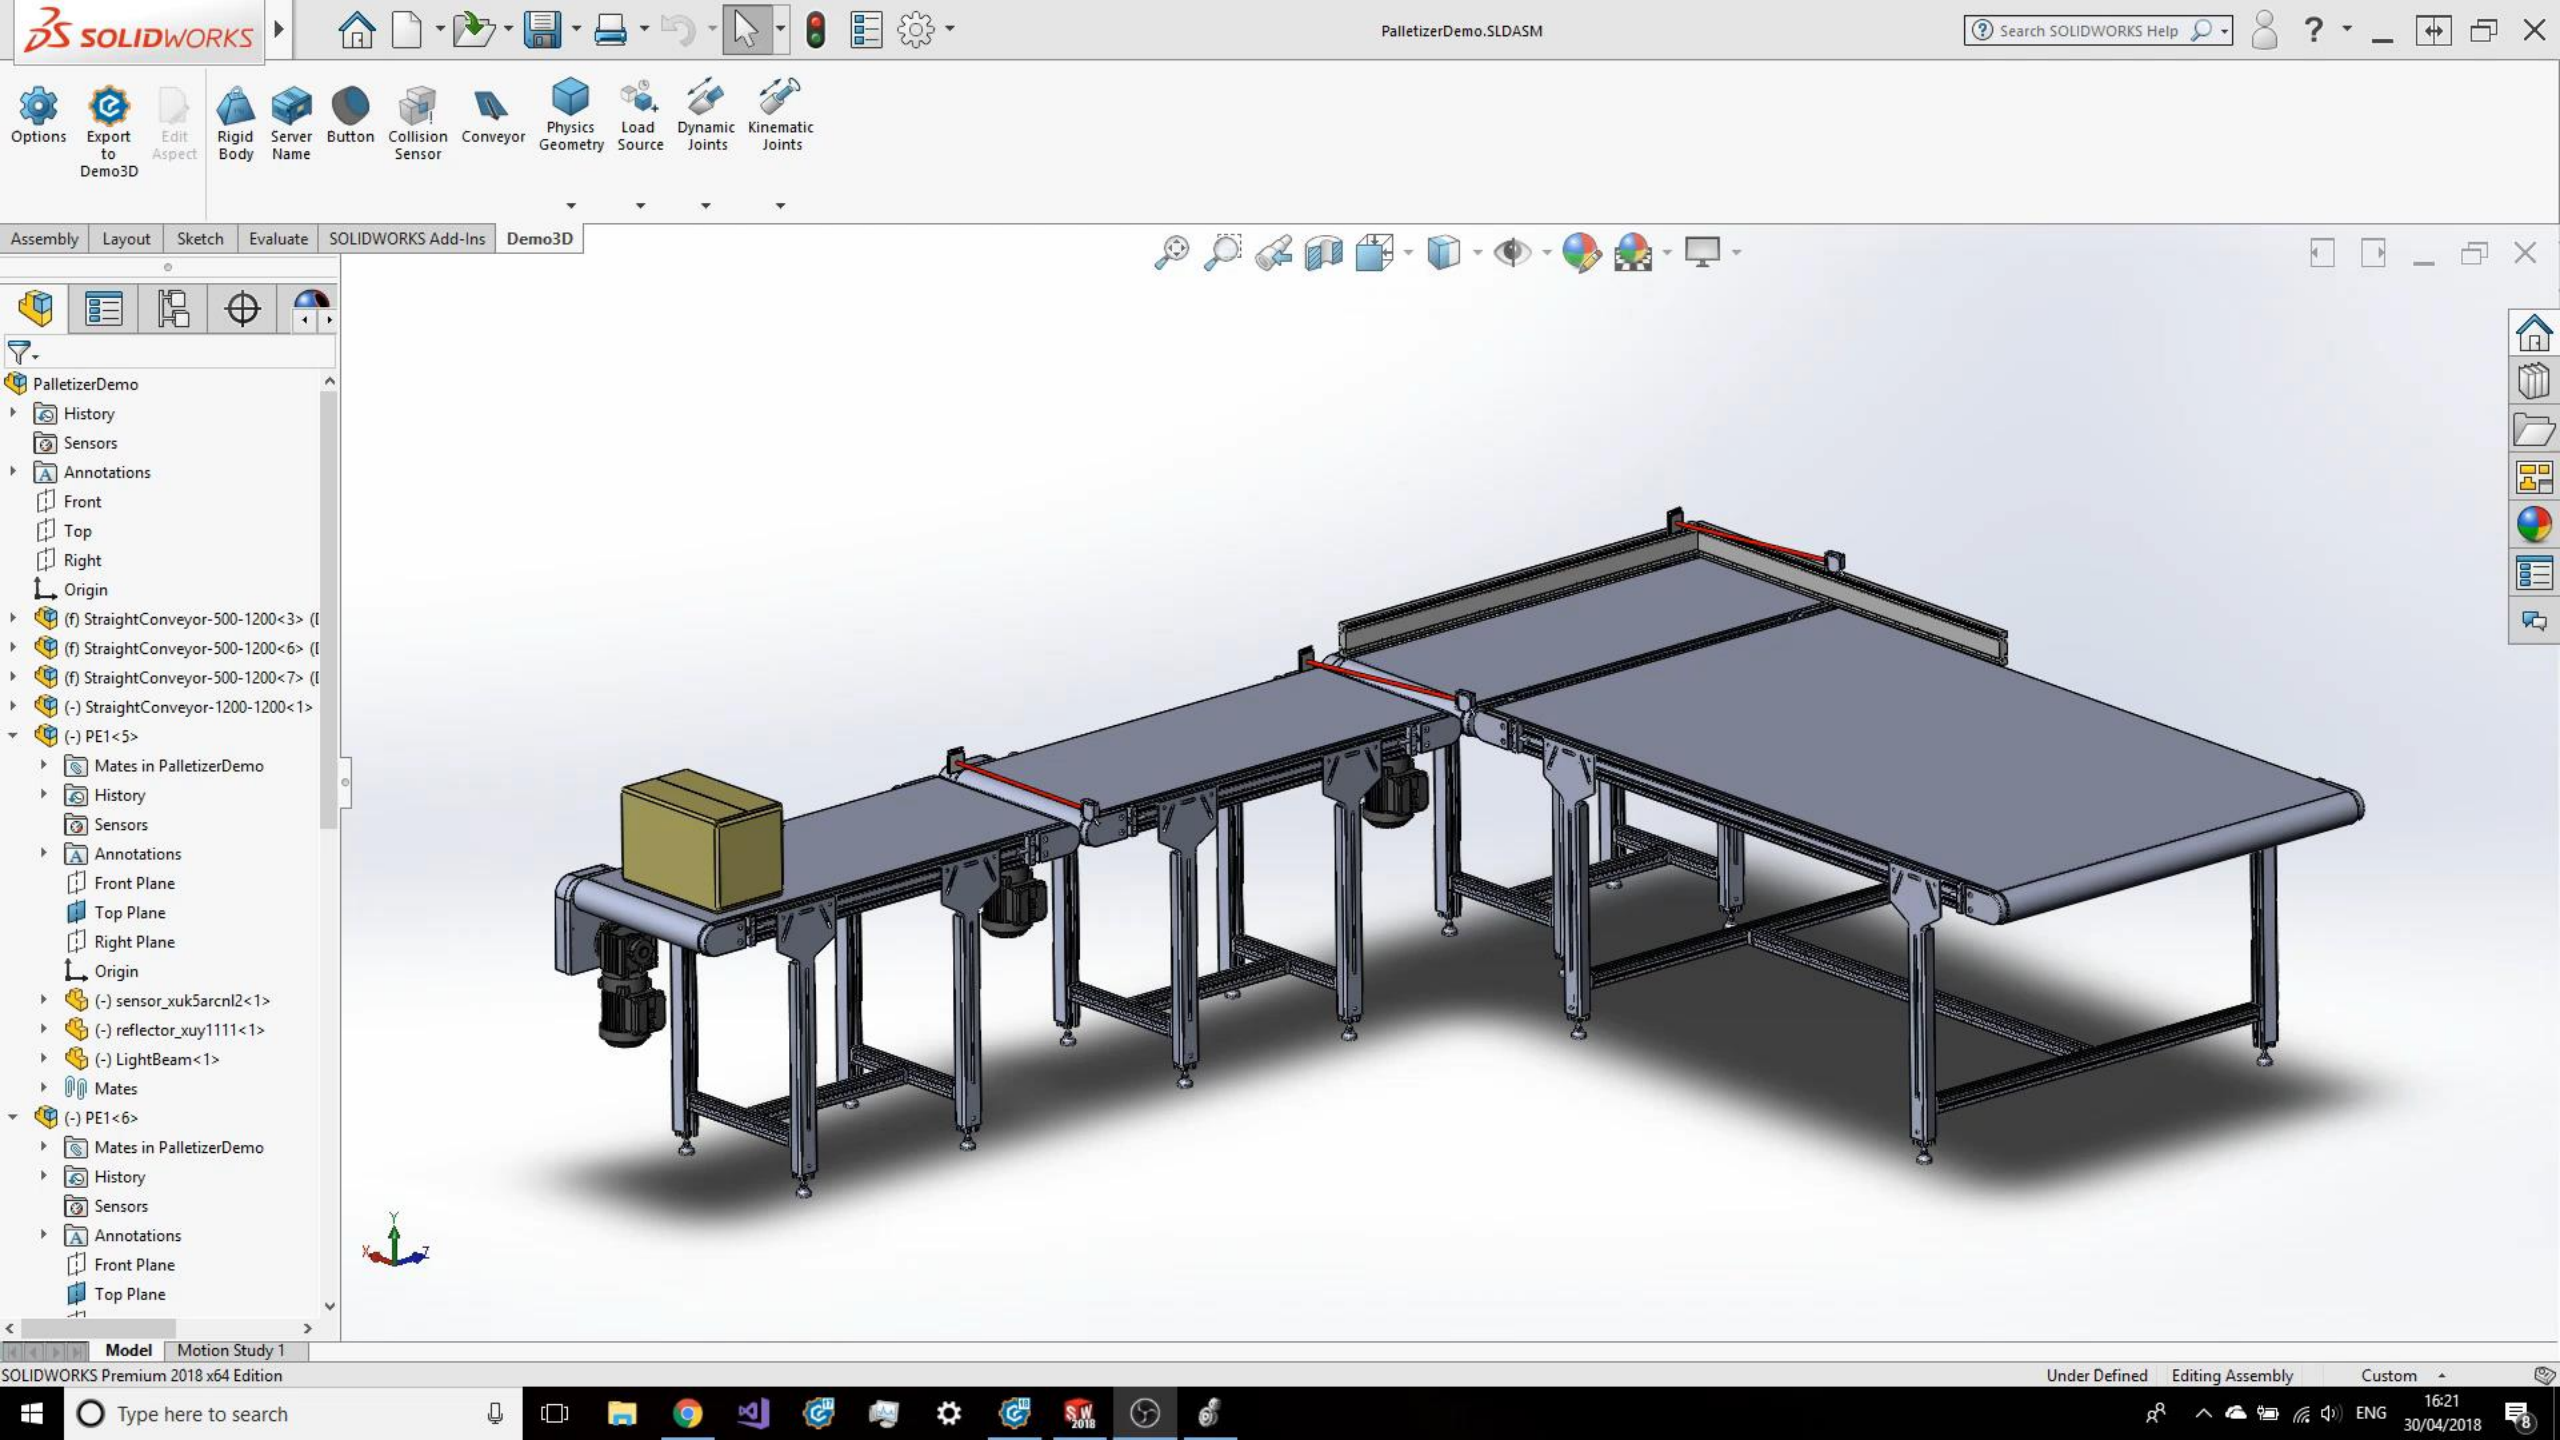 SOLIDWORKS
PalletizerDemo.SLDASM
Search SOLIDWORKS Help
?
Options
Export to Demo3D
Edit Aspect
Rigid Body
Server Name
Button
Collision Sensor
Conveyor
Physics Geometry
Load Source
Dynamic Joints
Kinematic Joints
Assembly
Layout
Sketch
Evaluate
SOLIDWORKS Add-Ins
Demo3D
PalletizerDemo
History
Sensors
Annotations
Front
Top
Right
Origin
(f) StraightConveyor-500-1200<3>
(f) StraightConveyor-500-1200<6>
(f) StraightConveyor-500-1200<7>
(-) StraightConveyor-1200-1200<1>
(-) PE1<5>
Mates in PalletizerDemo
History
Sensors
Annotations
Front Plane
Top Plane
Right Plane
Origin
(-) sensor_xuk5arcnl2<1>
(-) reflector_xuy1111<1>
(-) LightBeam<1>
Mates
(-) PE1<6>
Mates in PalletizerDemo
History
Sensors
Annotations
Front Plane
Top Plane
Y
X
Z
Model
Motion Study 1
SOLIDWORKS Premium 2018 x64 Edition
Under Defined
Editing Assembly
Custom
Type here to search
SW 2018
ENG
16:21
30/04/2018
8